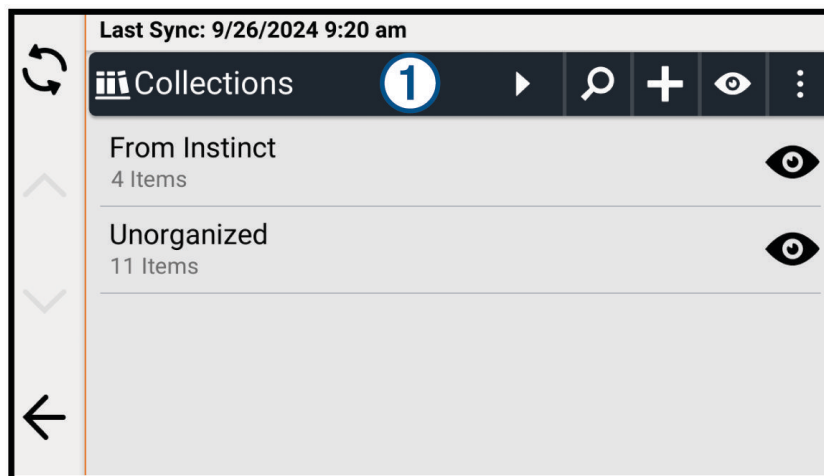 Last Sync: 9/26/2024 9:20 am
Collections 1
From Instinct
4 Items
Unorganized
11 Items